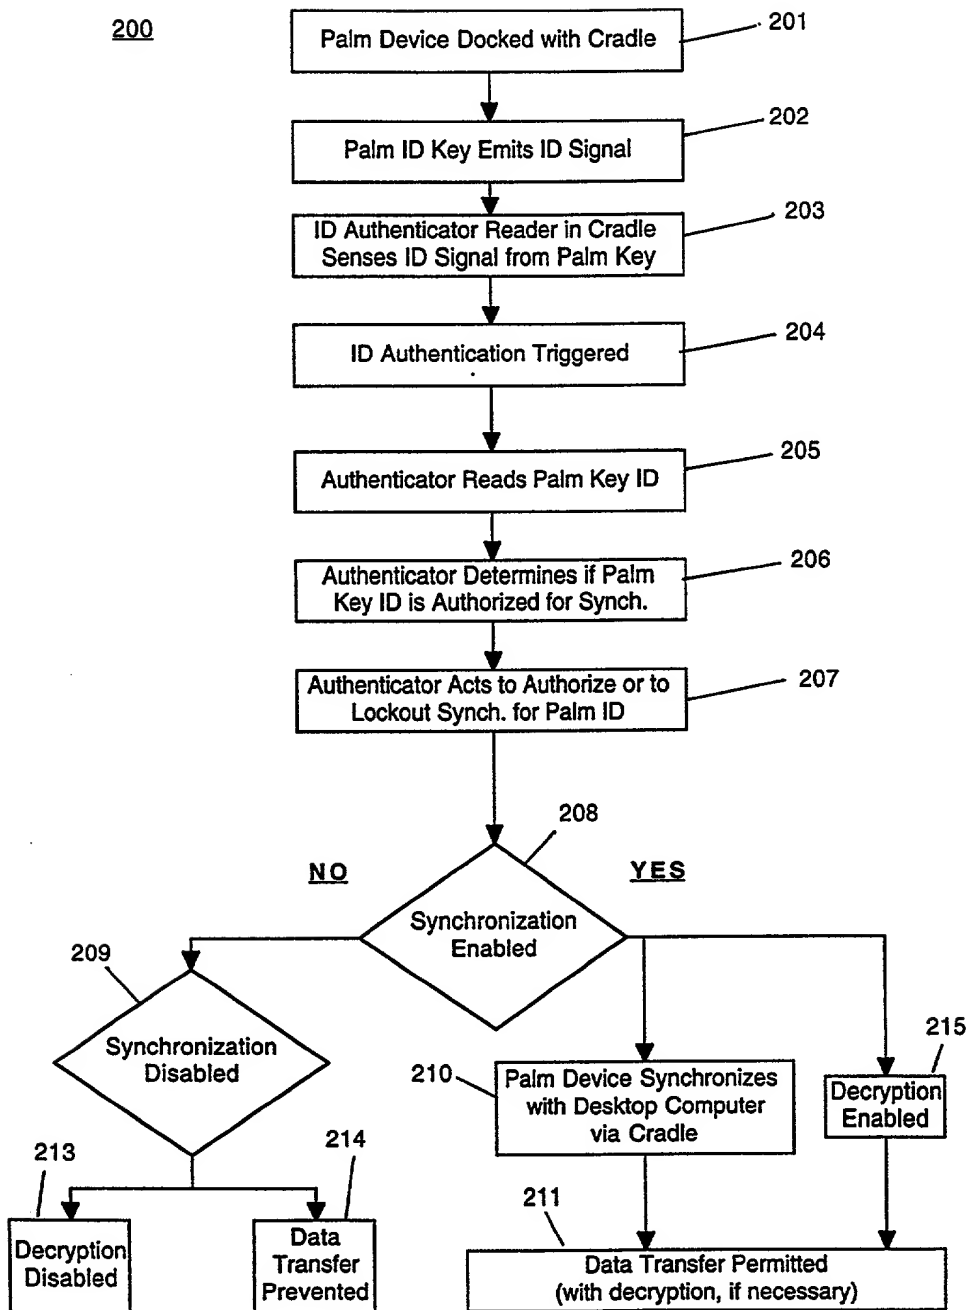 200
Palm Device Docked with Cradle
201
Palm ID Key Emits ID Signal
202
ID Authenticator Reader in Cradle
Senses ID Signal from Palm Key
203
ID Authentication Triggered
204
Authenticator Reads Palm Key ID
205
Authenticator Determines if Palm
Key ID is Authorized for Synch.
206
Authenticator Acts to Authorize or to
Lockout Synch. for Palm ID
207
208
NO
YES
Synchronization
Enabled
209
Synchronization
Disabled
210
Palm Device Synchronizes
with Desktop Computer
via Cradle
215
Decryption
Enabled
213
Decryption
Disabled
214
Data
Transfer
Prevented
211
Data Transfer Permitted
(with decryption, if necessary)